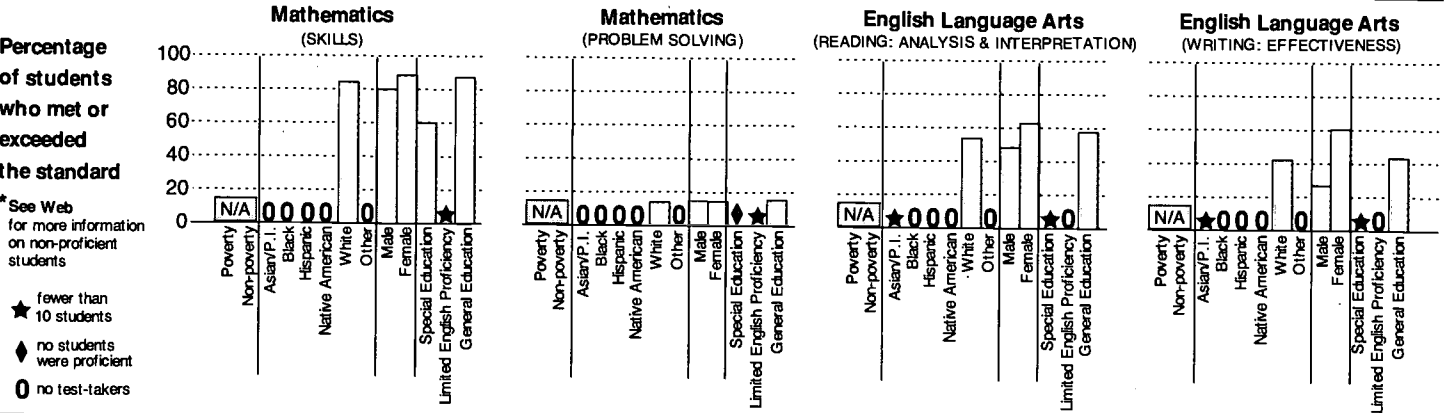 Percentage
of students
who met or
exceeded
the standard
*See Web
for more information
on non-proficient
students
★ fewer than
10 students
♦ no students
were proficient
0 no test-takers
Mathematics
(SKILLS)
100
80
60
40
20
0
N/A
0 0 0 0
0
★
Poverty
Non-poverty
Asian/P.I.
Black
Hispanic
Native American
White
Other
Male
Female
Special Education
Limited English Proficiency
General Education
Mathematics
(PROBLEM SOLVING)
N/A
0 0 0 0
0
♦ ★
Poverty
Non-poverty
Asian/P.I.
Black
Hispanic
Native American
White
Other
Male
Female
Special Education
Limited English Proficiency
General Education
English Language Arts
(READING: ANALYSIS & INTERPRETATION)
N/A
★ 0 0 0
0
★ 0
Poverty
Non-poverty
Asian/P.I.
Black
Hispanic
Native American
White
Other
Male
Female
Special Education
Limited English Proficiency
General Education
English Language Arts
(WRITING: EFFECTIVENESS)
N/A
★ 0 0 0
0
★ 0
Poverty
Non-poverty
Asian/P.I.
Black
Hispanic
Native American
White
Other
Male
Female
Special Education
Limited English Proficiency
General Education